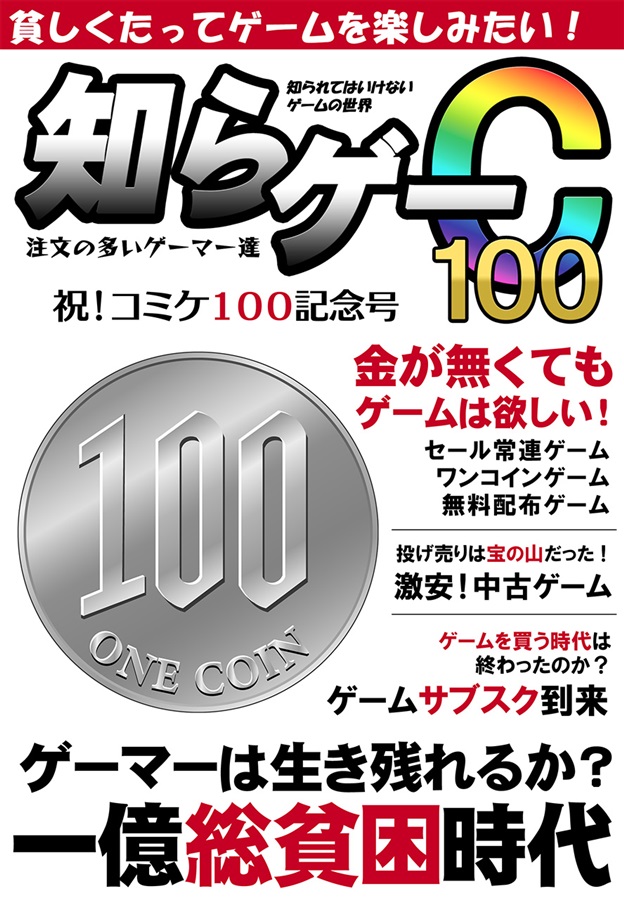 貧しくたってゲームを楽しみたい！
知られてはいけない
ゲームの世界
知らゲーC100
注文の多いゲーマー達
祝！コミケ100記念号
100
ONE COIN
金が無くても
ゲームは欲しい！
セール常連ゲーム
ワンコインゲーム
無料配布ゲーム
投げ売りは宝の山だった！
激安！中古ゲーム
ゲームを買う時代は
終わったのか？
ゲームサブスク到来
ゲーマーは生き残れるか？
一億総貧困時代